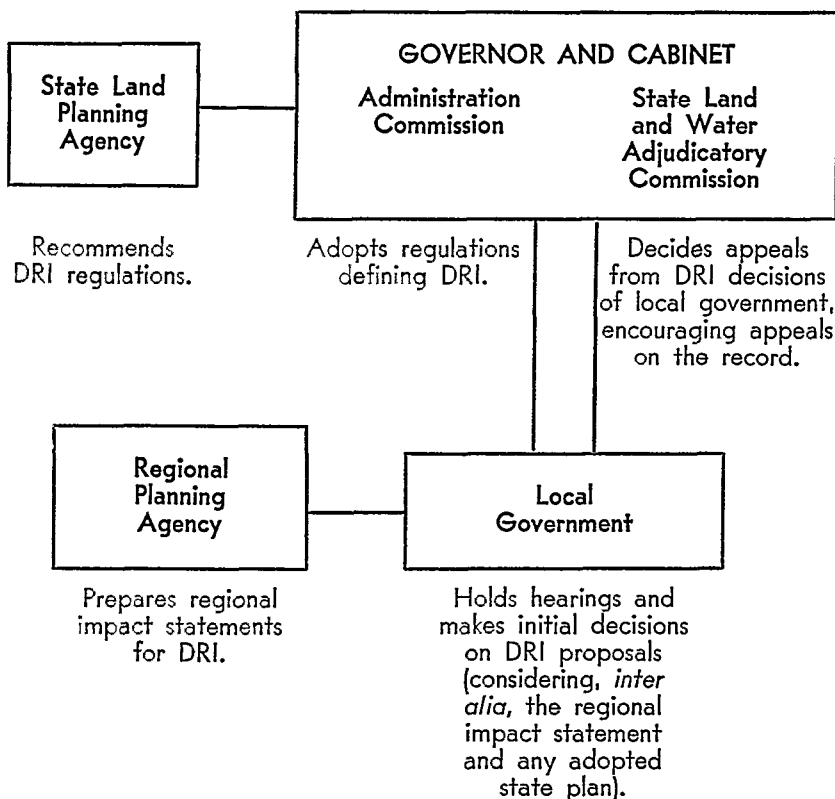 State Land
Planning
Agency
GOVERNOR AND CABINET
Administration
Commission
State Land
and Water
Adjudicatory
Commission
Recommends
DRI regulations.
Adopts regulations
defining DRI.
Decides appeals
from DRI decisions
of local government,
encouraging appeals
on the record.
Regional
Planning
Agency
Local
Government
Prepares regional
impact statements
for DRI.
Holds hearings and
makes initial decisions
on DRI proposals
(considering, inter
alia, the regional
impact statement
and any adopted
state plan).